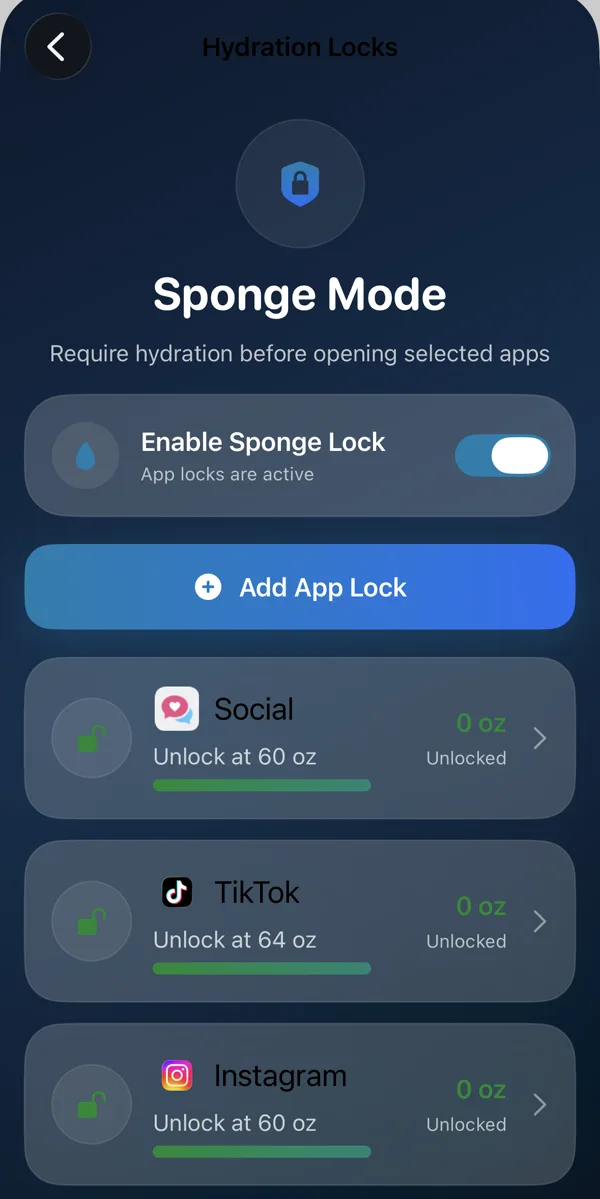 Hydration Locks
Sponge Mode
Require hydration before opening selected apps
Enable Sponge Lock
App locks are active
Add App Lock
Social
Unlock at 60 oz
0 oz
Unlocked
TikTok
Unlock at 64 oz
0 oz
Unlocked
Instagram
Unlock at 60 oz
0 oz
Unlocked